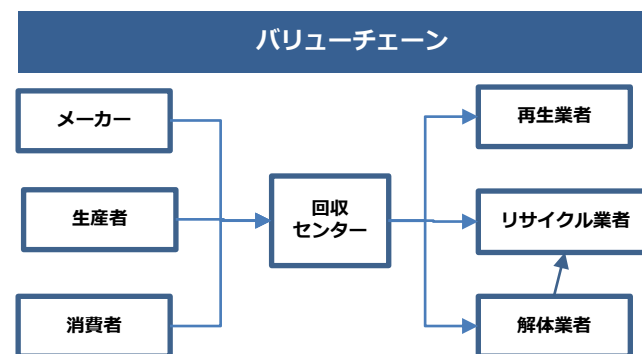 バリューチェーン
メーカー
生産者
消費者
回収
センター
再生業者
リサイクル業者
解体業者